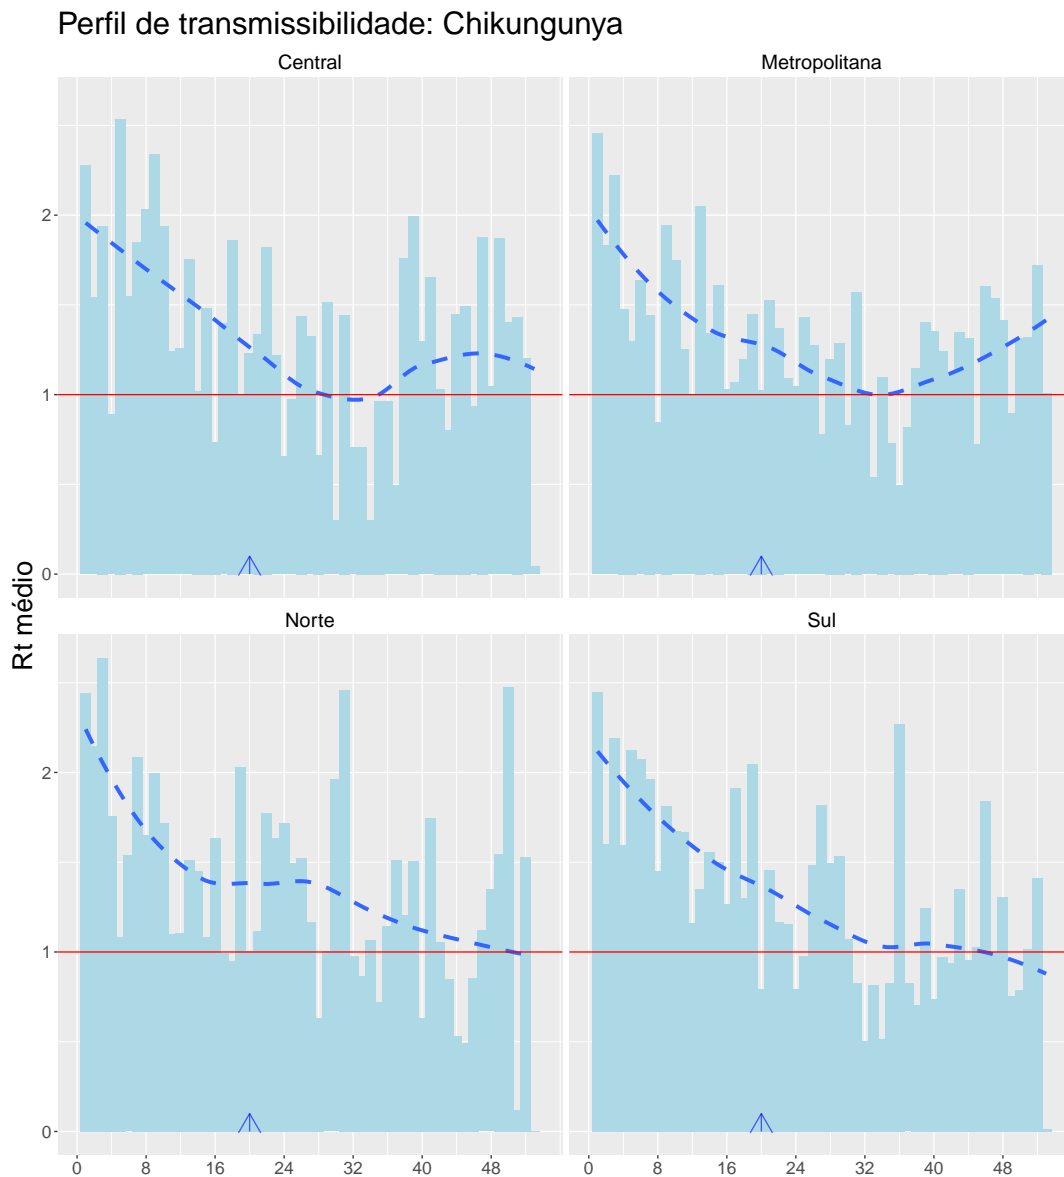 Perfil de transmissibilidade: Chikungunya
Central
Metropolitana
2
1
0
Rt médio
Norte
Sul
2
1
0
0 8 16 24 32 40 48
0 8 16 24 32 40 48